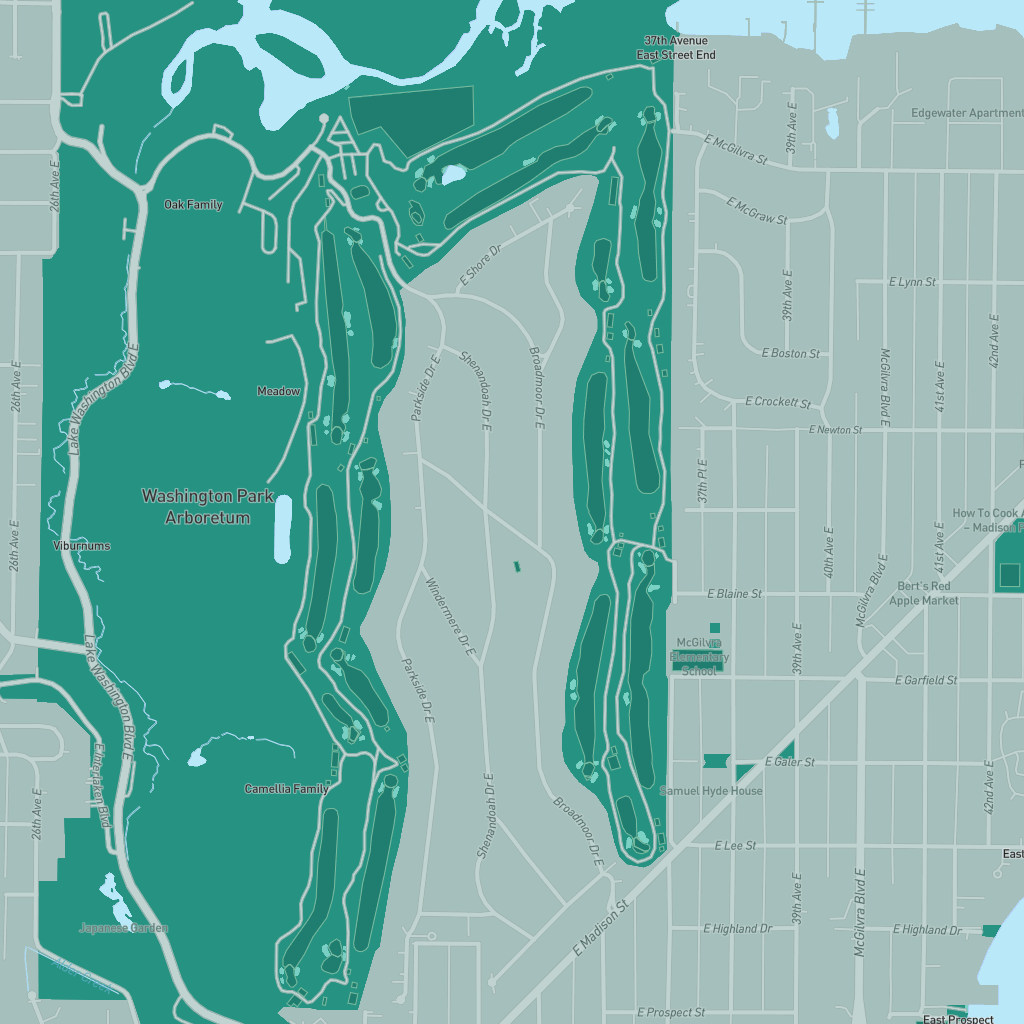 37th Avenue
East Street End
Edgewater Apartment
E McGilvra St
39th Ave E
26th Ave E
Oak Family
E McGraw St
E Shore Dr
E Lynn St
39th Ave E
Lake Washington Blvd E
26th Ave E
Meadow
Parkside Dr E
Shenandoah Dr E
Broadmoor Dr E
E Boston St
McGilvra Blvd E
41st Ave E
42nd Ave E
E Crockett St
E Newton St
37th Pl E
Washington Park
Arboretum
How To Cook A
– Madison P
26th Ave E
Viburnums
40th Ave E
41st Ave E
McGilvra Blvd E
Bert's Red
Apple Market
Windermere Dr E
E Blaine St
McGilvra
Elementary
School
39th Ave E
Lake Washington Blvd E
Parkside Dr E
E Garfield St
E Interlaken Blvd
E Galer St
Camellia Family
Samuel Hyde House
26th Ave E
Shenandoah Dr E
Broadmoor Dr E
42nd Ave E
E Lee St
East
Japanese Garden
E Madison St
39th Ave E
McGilvra Blvd E
E Highland Dr
E Highland Dr
E Prospect St
East Prospect